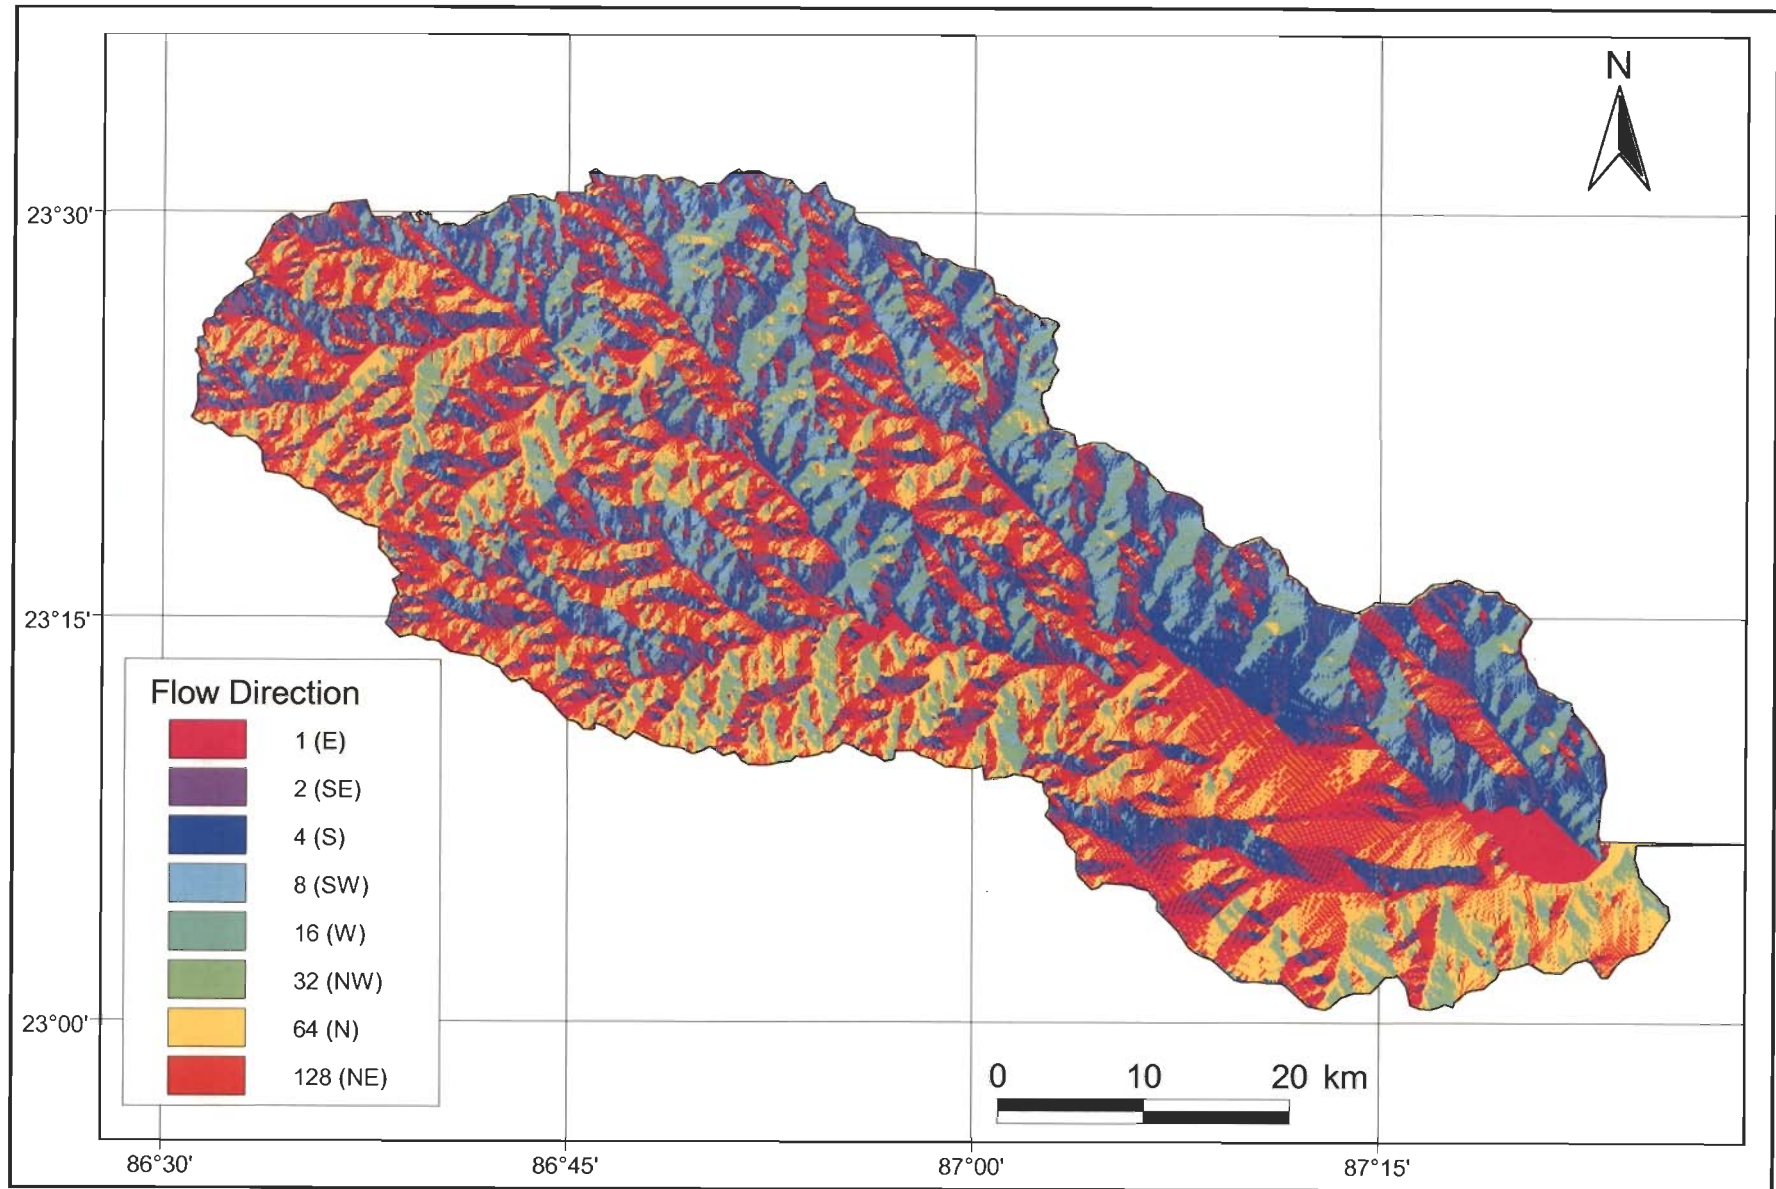 N
23°30'
23°15'
23°00'
Flow Direction
1 (E)
2 (SE)
4 (S)
8 (SW)
16 (W)
32 (NW)
64 (N)
128 (NE)
0 10 20 km
86°30' 86°45' 87°00' 87°15'